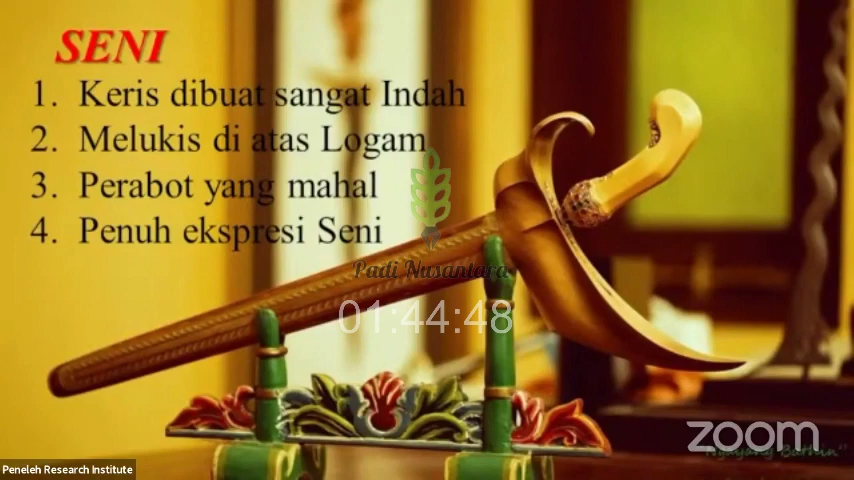 SENI
1. Keris dibuat sangat Indah
2. Melukis di atas Logam
3. Perabot yang mahal
4. Penuh ekspresi Seni
Padi Nusantara
01:44:48
zoom
Peneleh Research Institute